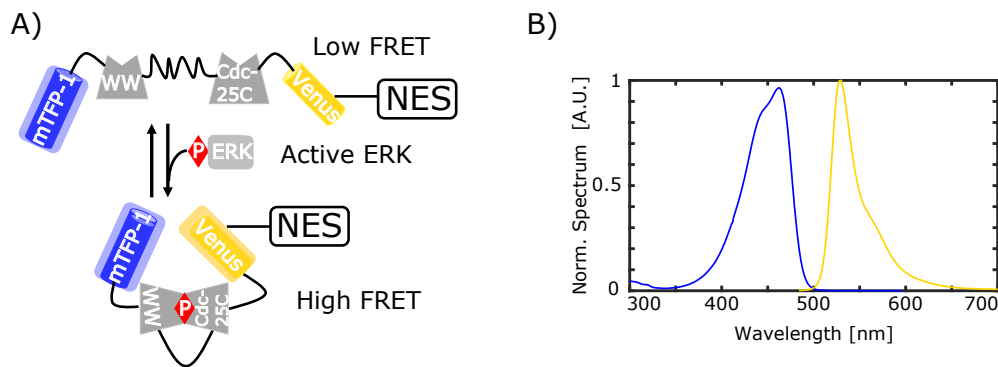 A)
Low FRET
mTFP-1
WW
Cdc-
25C
Venus
NES
P
ERK
Active ERK
mTFP-1
Venus
NES
WW
P
Cdc-
25C
High FRET
B)
Norm. Spectrum [A.U.]
1
0.5
0
300 400 500 600 700
Wavelength [nm]